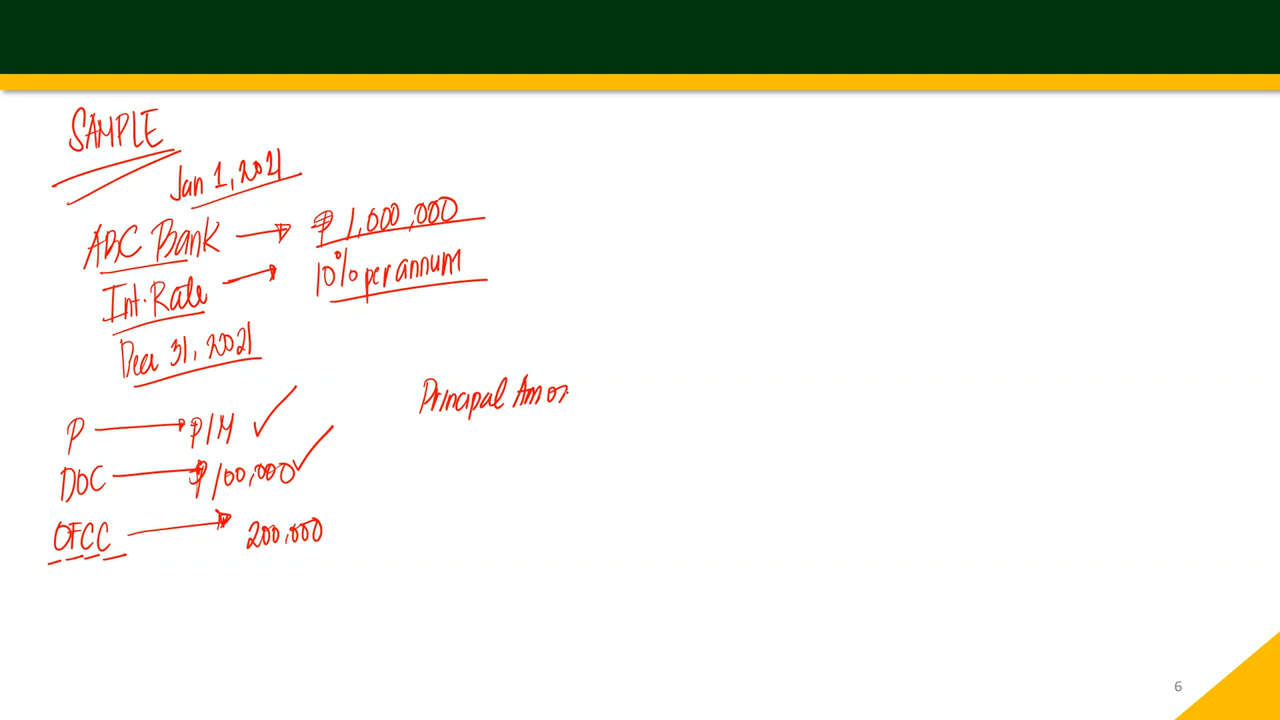 SAMPLE
Jan 1, 2021
ABC Bank → ₱ 1,000,000
Int. Rate → 10% per annum
Dec 31, 2021
P → ₱1M ✓
DOC → ₱100,000 ✓
OFCC → 200,000
Principal Amo
6